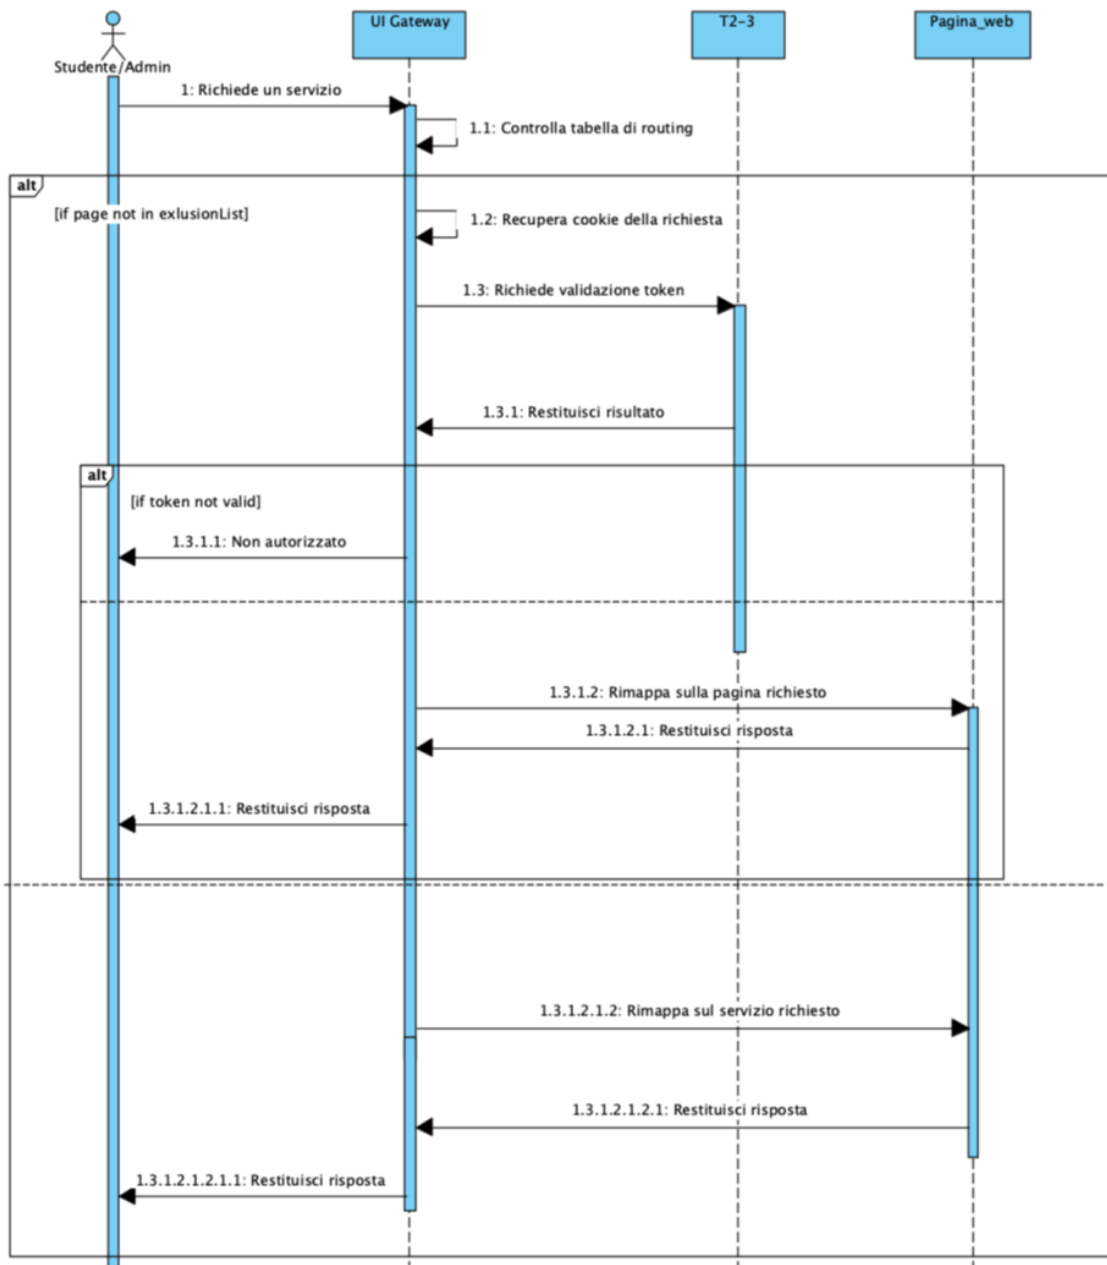 UI Gateway
T2-3
Pagina_web
Studente/Admin
1: Richiede un servizio
1.1: Controlla tabella di routing
alt
[if page not in exlusionList]
1.2: Recupera cookie della richiesta
1.3: Richiede validazione token
1.3.1: Restituisci risultato
alt
[if token not valid]
1.3.1.1: Non autorizzato
1.3.1.2: Rimappa sulla pagina richiesto
1.3.1.2.1: Restituisci risposta
1.3.1.2.1.1: Restituisci risposta
1.3.1.2.1.2: Rimappa sul servizio richiesto
1.3.1.2.1.2.1: Restituisci risposta
1.3.1.2.1.2.1.1: Restituisci risposta